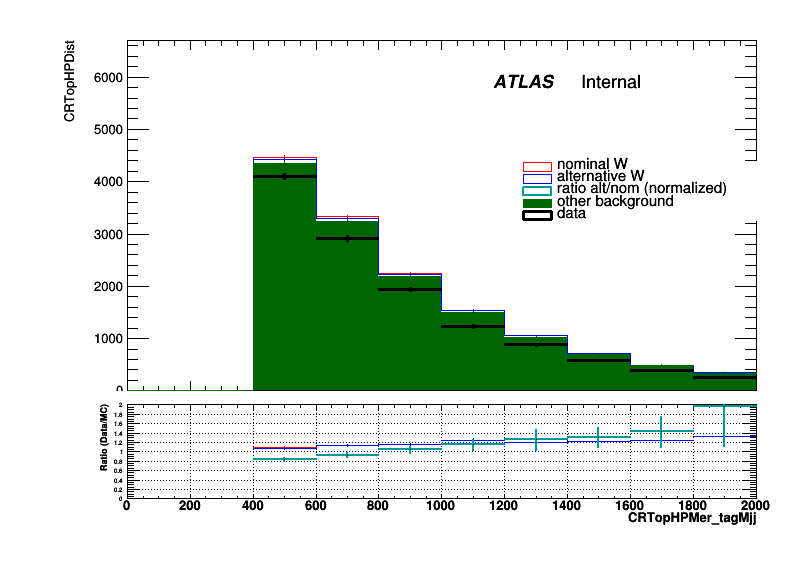 CRTopHPDist
6000
5000
4000
3000
2000
1000
0
ATLAS Internal
nominal W
alternative W
ratio alt/nom (normalized)
other background
data
Ratio (Data/MC)
2
1.8
1.6
1.4
1.2
1
0.8
0.6
0.4
0.2
0
0 200 400 600 800 1000 1200 1400 1600 1800 2000
CRTopHPMer_tagMjj